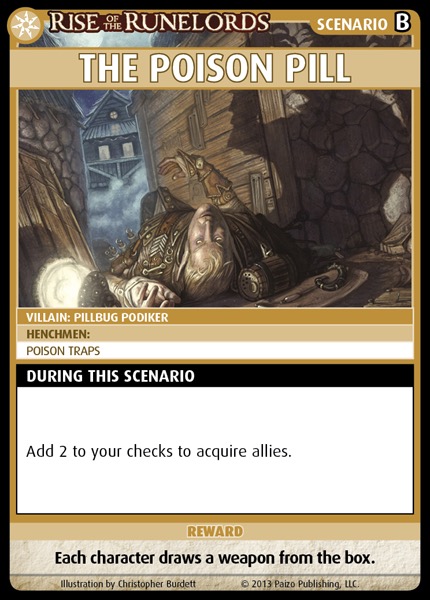 RISE OF THE RUNELORDS SCENARIO B
THE POISON PILL
VILLAIN: PILLBUG PODIKER
HENCHMEN:
POISON TRAPS
DURING THIS SCENARIO
Add 2 to your checks to acquire allies.
REWARD
Each character draws a weapon from the box.
Illustration by Christopher Burdett © 2013 Paizo Publishing, LLC.